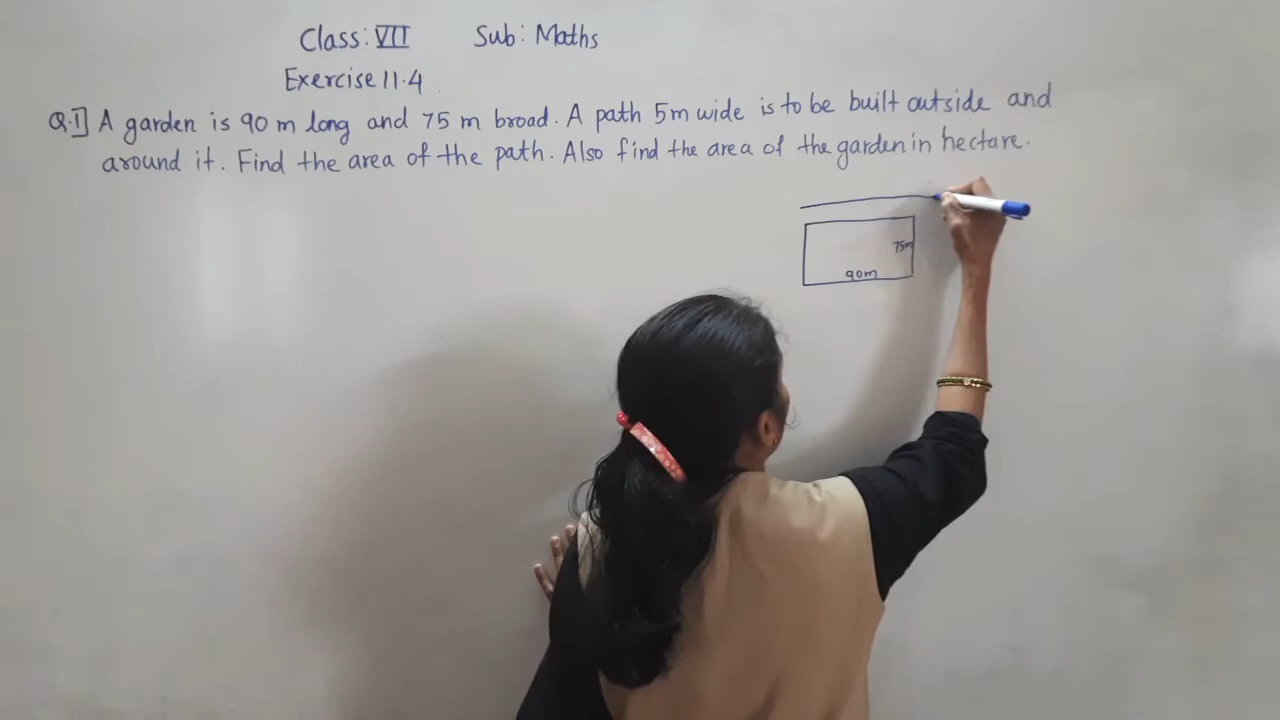 Class: VII Sub: Maths
Exercise 11.4
Q.1] A garden is 90 m long and 75 m broad. A path 5m wide is to be built outside and
around it. Find the area of the path. Also find the area of the garden in hectare.
75m
90m